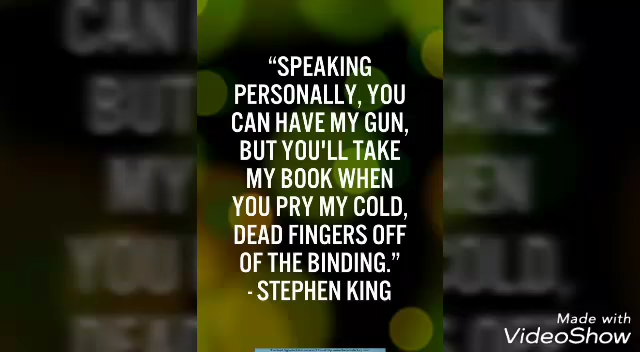 “SPEAKING
PERSONALLY, YOU
CAN HAVE MY GUN,
BUT YOU'LL TAKE
MY BOOK WHEN
YOU PRY MY COLD,
DEAD FINGERS OFF
OF THE BINDING.”
- STEPHEN KING
Made with
VideoShow